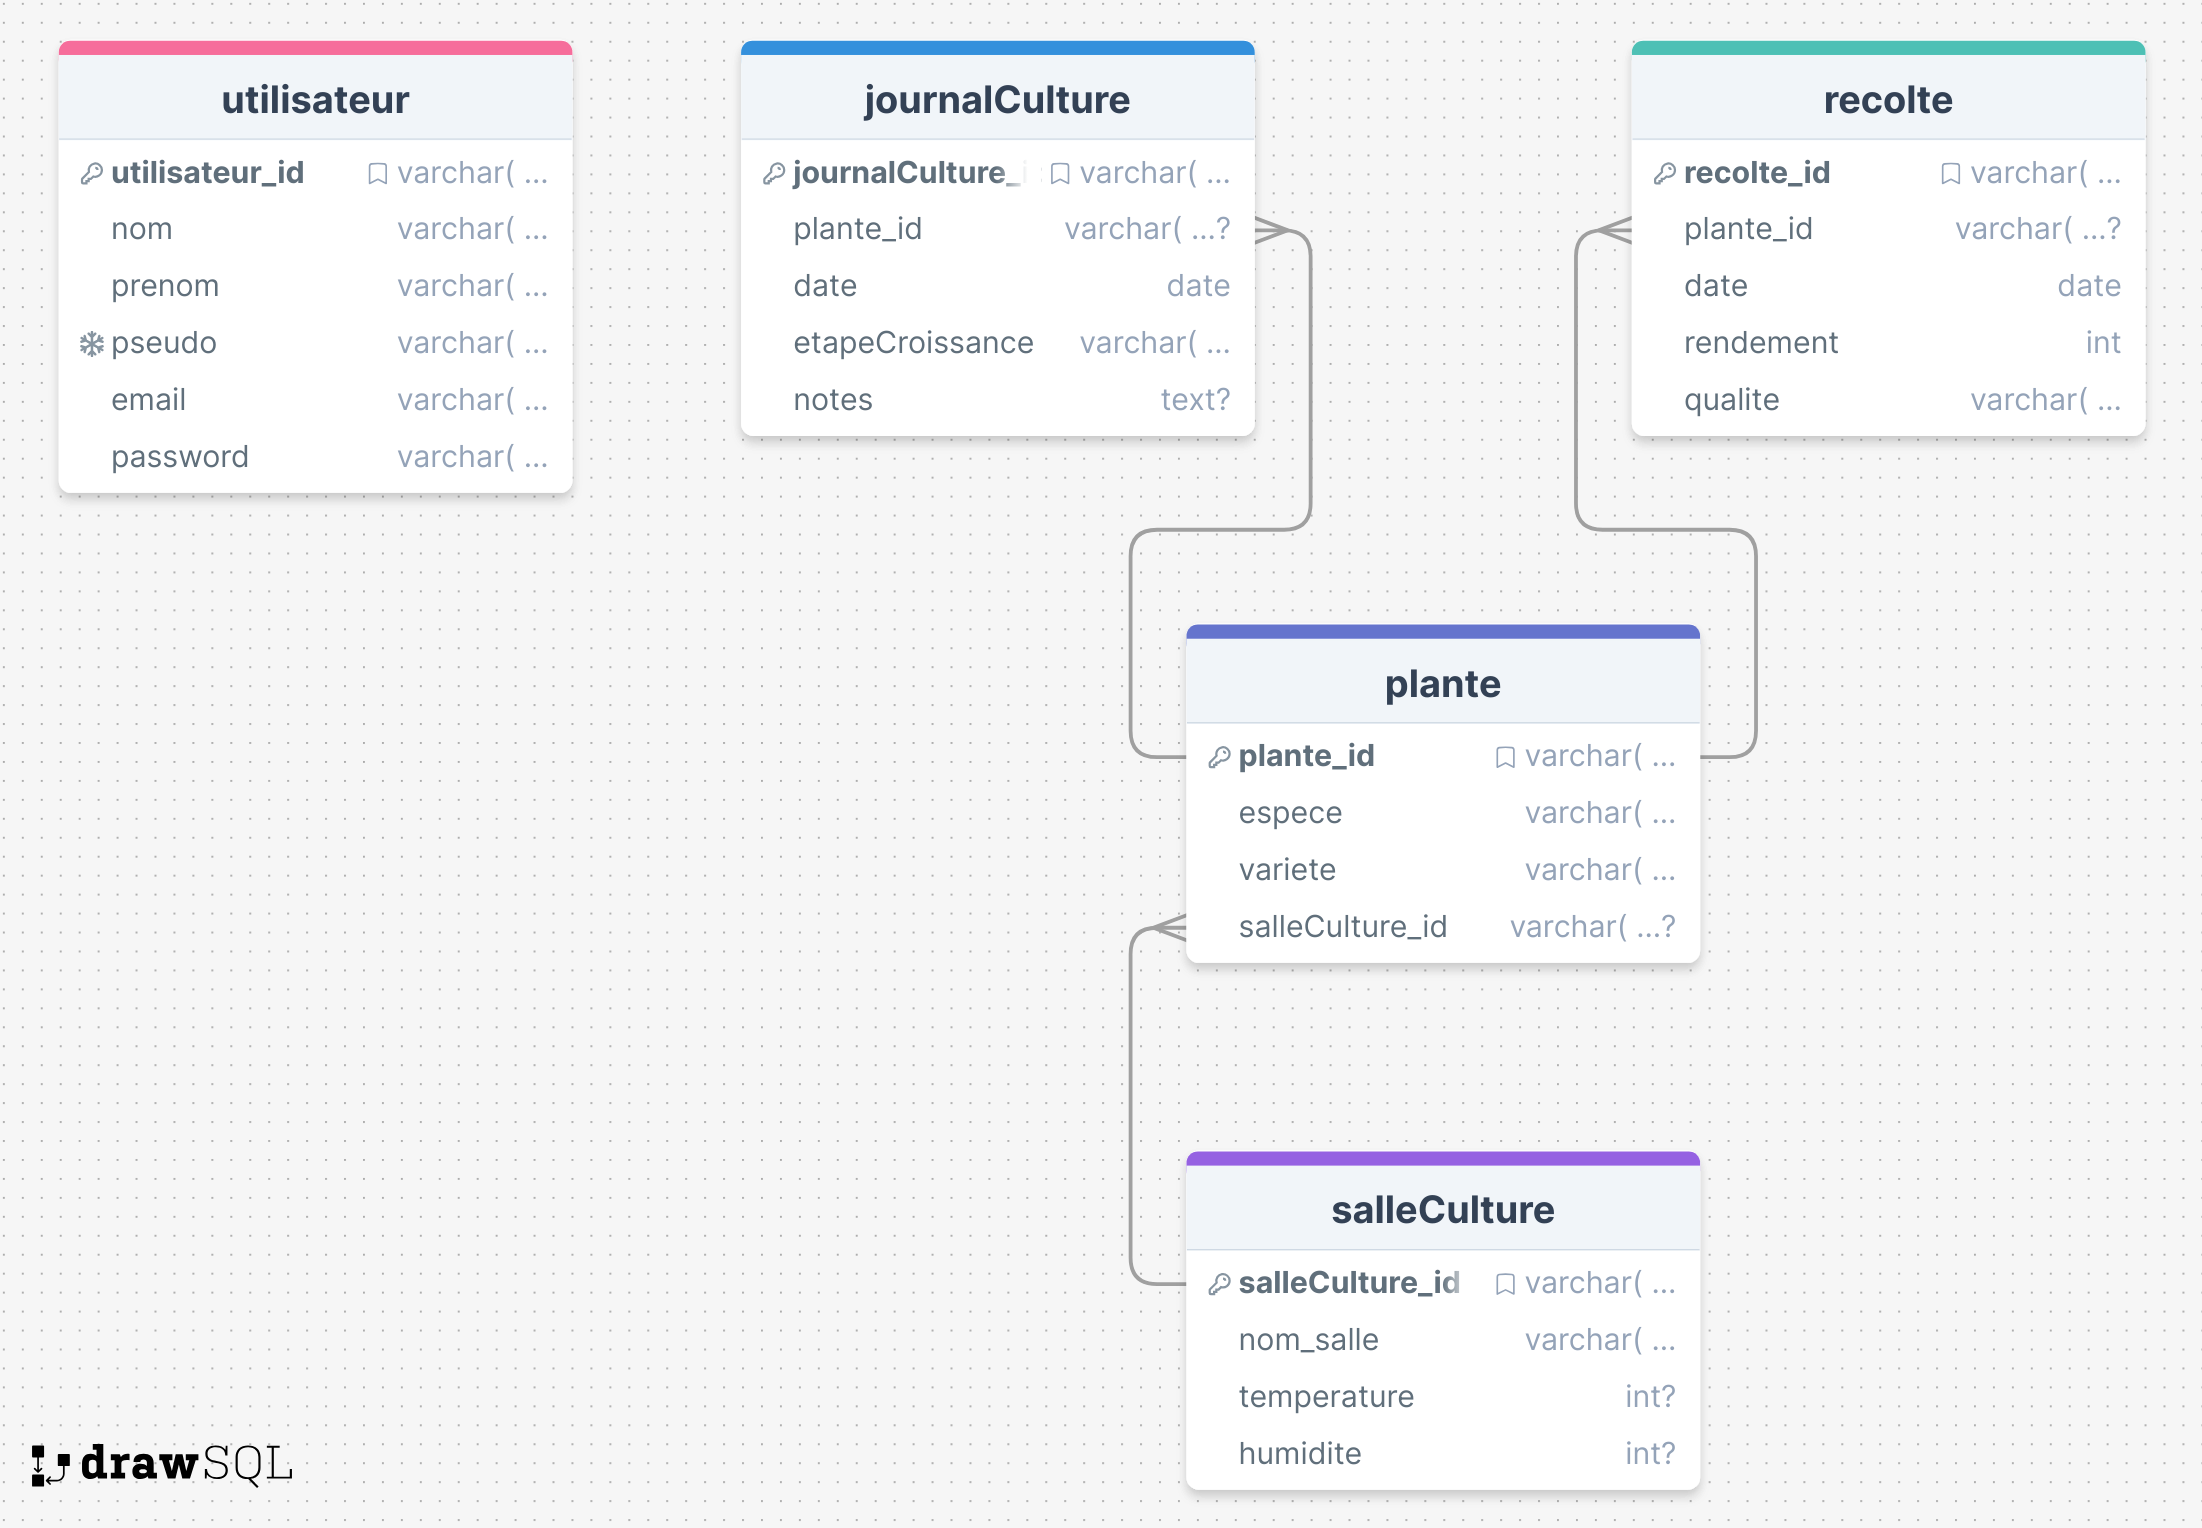 utilisateur
utilisateur_id varchar( ...
nom varchar( ...
prenom varchar( ...
pseudo varchar( ...
email varchar( ...
password varchar( ...
journalCulture
journalCulture_i varchar( ...
plante_id varchar( ...?
date date
etapeCroissance varchar( ...
notes text?
recolte
recolte_id varchar( ...
plante_id varchar( ...?
date date
rendement int
qualite varchar( ...
plante
plante_id varchar( ...
espece varchar( ...
variete varchar( ...
salleCulture_id varchar( ...?
salleCulture
salleCulture_id varchar( ...
nom_salle varchar( ...
temperature int?
humidite int?
drawSQL